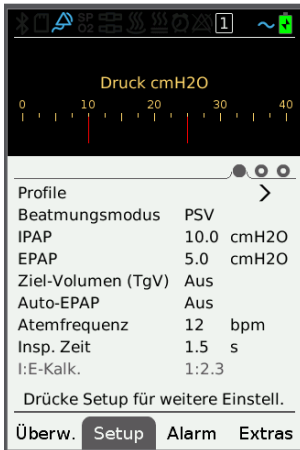 SP
O2
1
Druck cmH2O
0 10 20 30 40
Profile >
Beatmungsmodus PSV
IPAP 10.0 cmH2O
EPAP 5.0 cmH2O
Ziel-Volumen (TgV) Aus
Auto-EPAP Aus
Atemfrequenz 12 bpm
Insp. Zeit 1.5 s
I:E-Kalk. 1:2.3
Drücke Setup für weitere Einstell.
Überw. Setup Alarm Extras